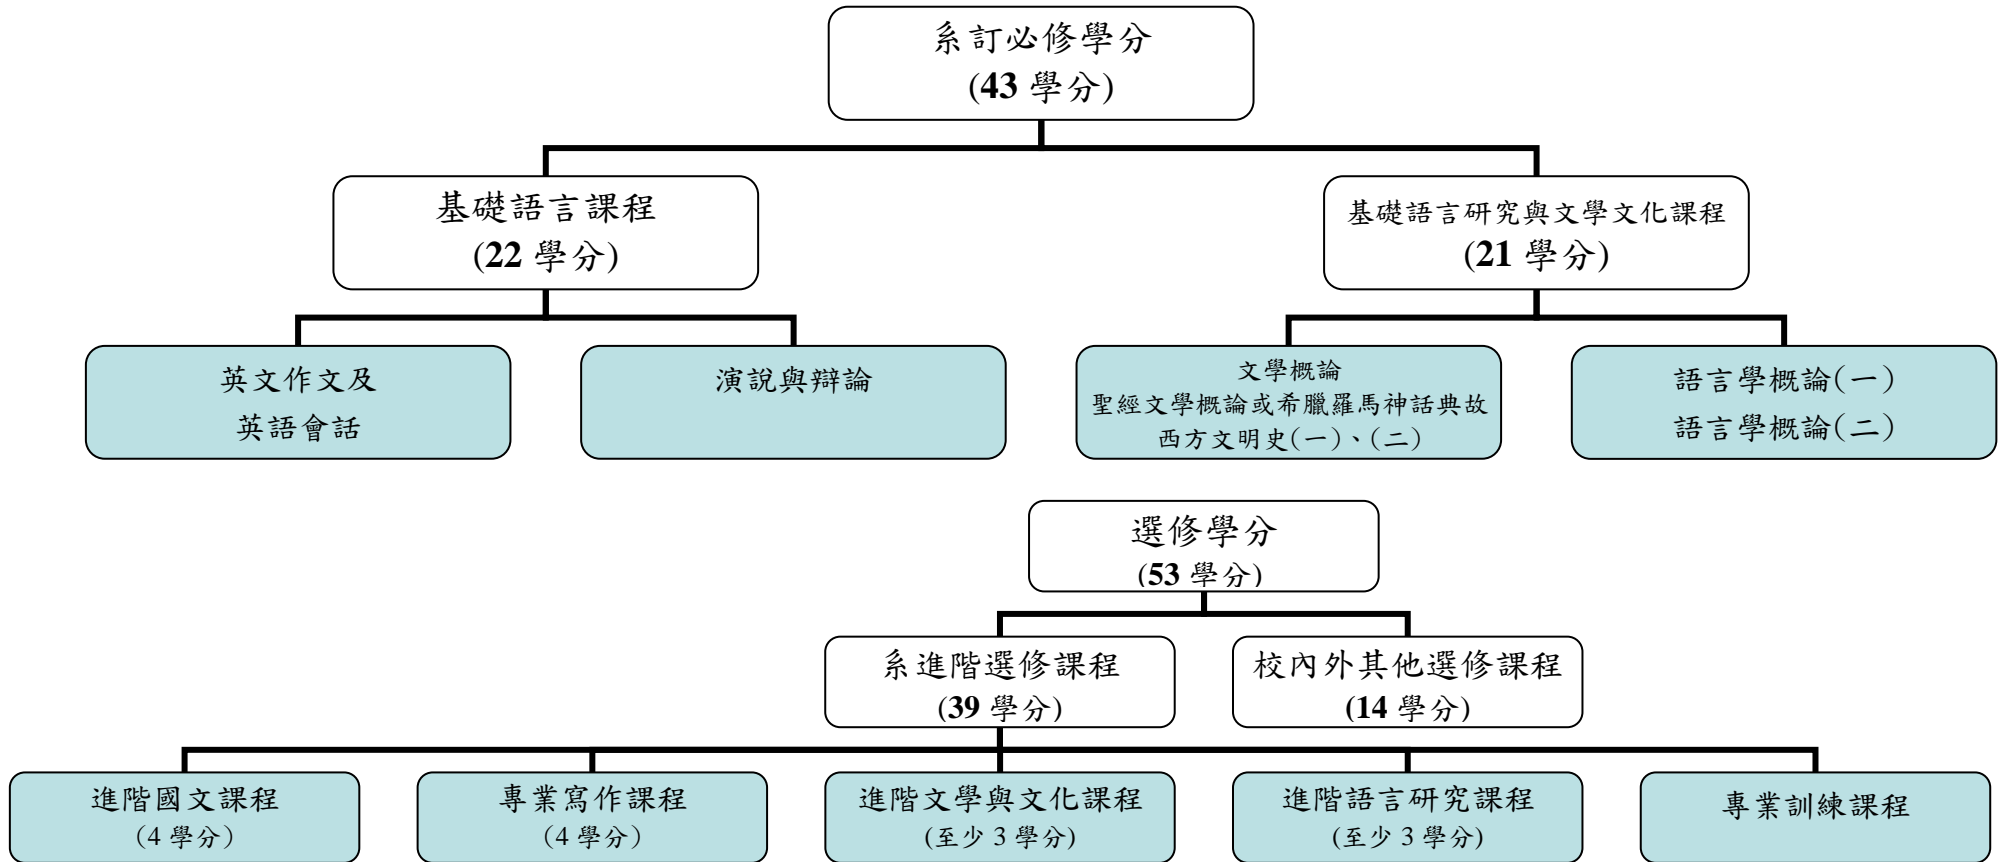 系訂必修學分
(43 學分)
基礎語言課程
(22 學分)
基礎語言研究與文學文化課程
(21 學分)
英文作文及
英語會話
演說與辯論
文學概論
聖經文學概論或希臘羅馬神話典故
西方文明史(一)、(二)
語言學概論(一)
語言學概論(二)
選修學分
(53 學分)
系進階選修課程
(39 學分)
校內外其他選修課程
(14 學分)
進階國文課程
(4 學分)
專業寫作課程
(4 學分)
進階文學與文化課程
(至少 3 學分)
進階語言研究課程
(至少 3 學分)
專業訓練課程